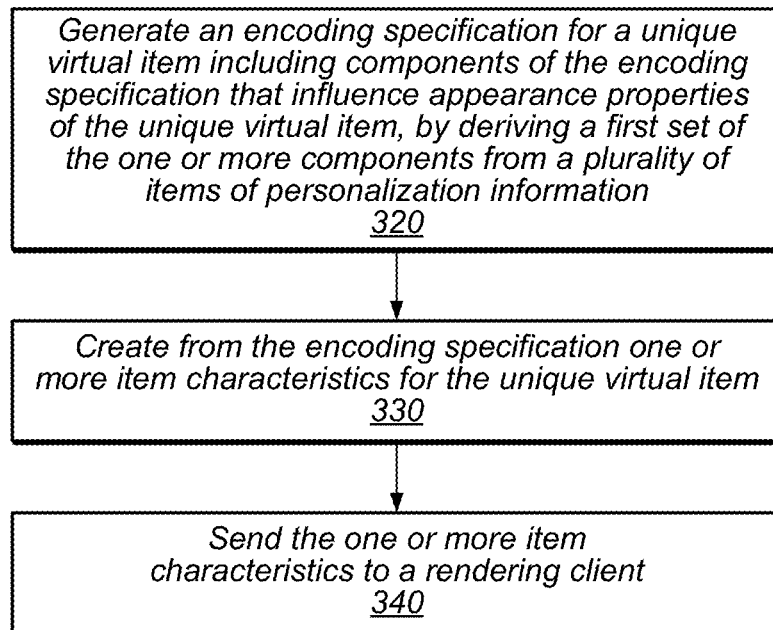 Generate an encoding specification for a unique
virtual item including components of the encoding
specification that influence appearance properties
of the unique virtual item, by deriving a first set of
the one or more components from a plurality of
items of personalization information
320
Create from the encoding specification one or
more item characteristics for the unique virtual item
330
Send the one or more item
characteristics to a rendering client
340